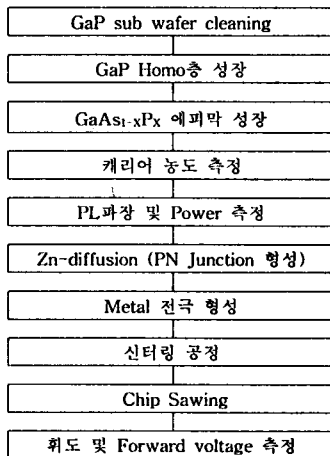 GaP sub wafer cleaning
GaP Homo층 성장
GaAs₁₋ₓPₓ 에피막 성장
캐리어 농도 측정
PL파장 및 Power 측정
Zn-diffusion (PN Junction 형성)
Metal 전극 형성
신터링 공정
Chip Sawing
휘도 및 Forward voltage 측정